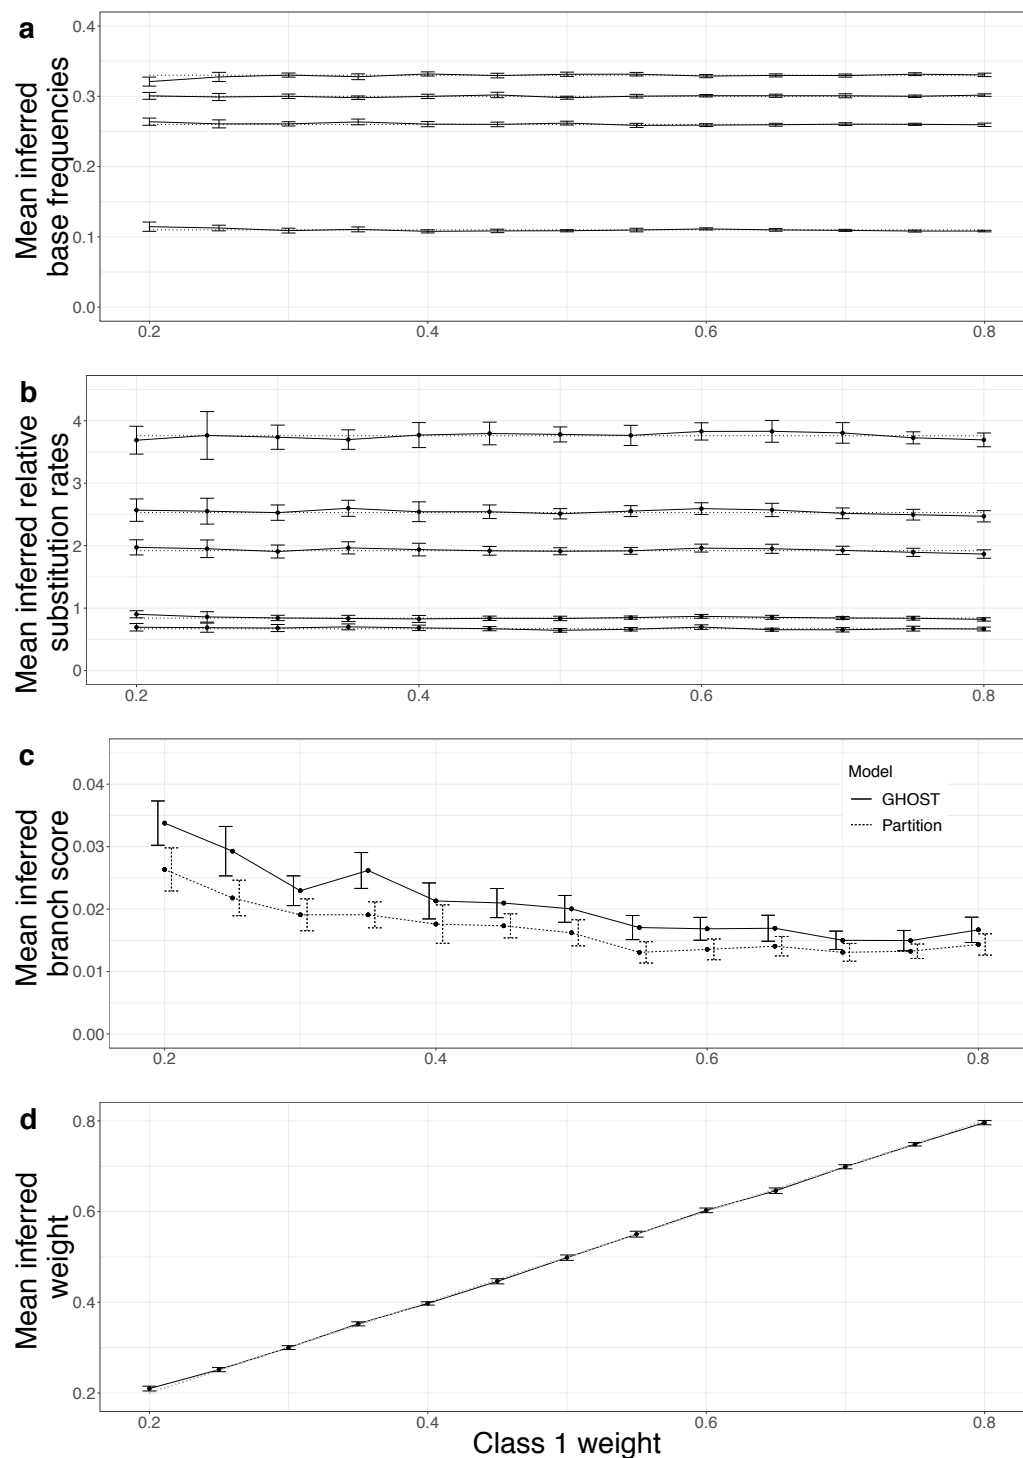 a
Mean inferred
base frequencies
0.4
0.3
0.2
0.1
0.0
0.2 0.4 0.6 0.8
b
Mean inferred relative
substitution rates
4
3
2
1
0
0.2 0.4 0.6 0.8
c
Mean inferred
branch score
0.04
0.03
0.02
0.01
0.00
Model
GHOST
Partition
0.2 0.4 0.6 0.8
d
Mean inferred
weight
0.8
0.6
0.4
0.2
0.2 0.4 0.6 0.8
Class 1 weight